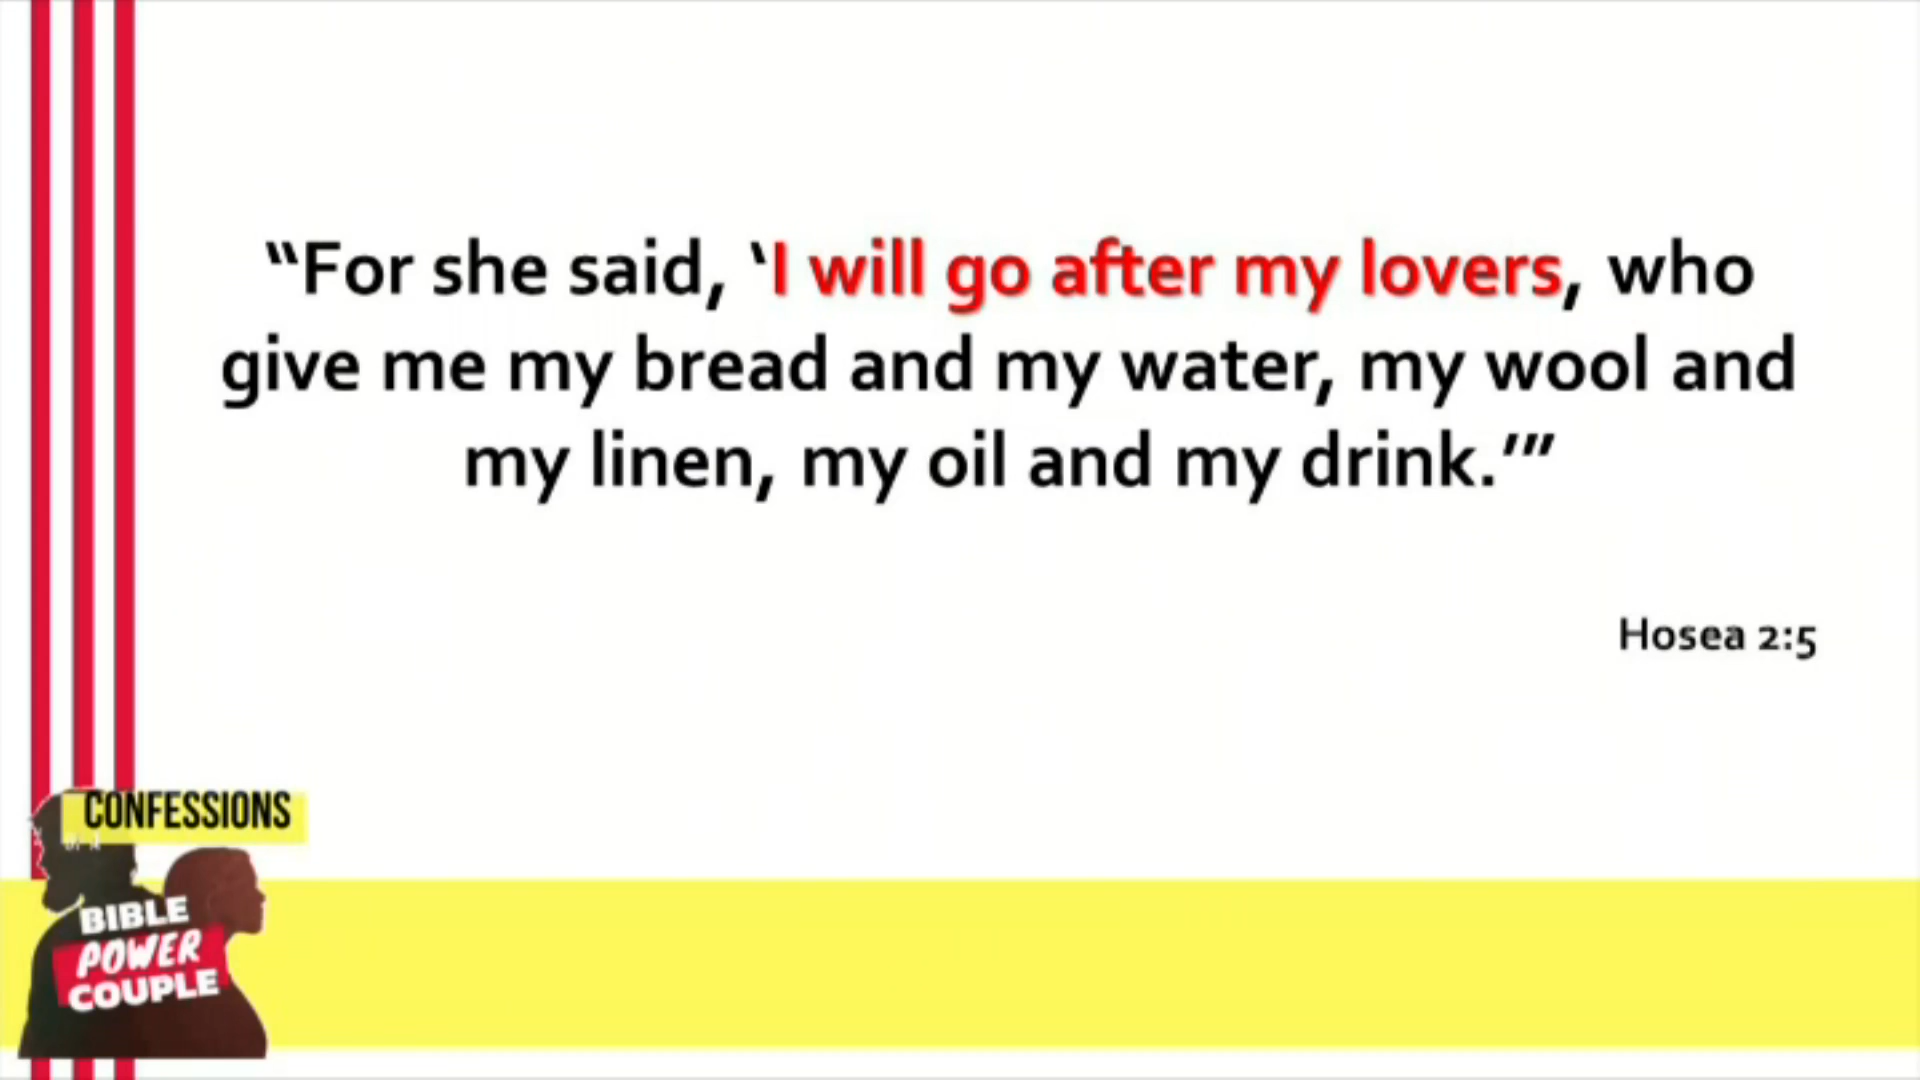 “For she said, ‘I will go after my lovers, who
give me my bread and my water, my wool and
my linen, my oil and my drink.’”
Hosea 2:5
CONFESSIONS
BIBLE
POWER
COUPLE